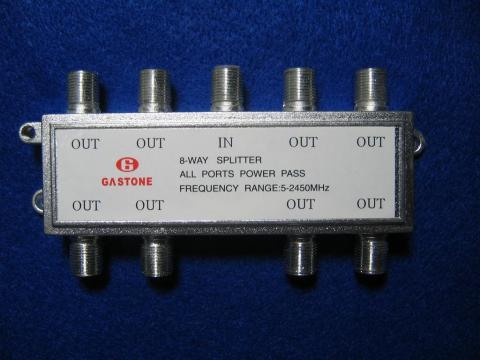 OUT OUT IN OUT OUT
G
GASTONE
8-WAY SPLITTER
ALL PORTS POWER PASS
FREQUENCY RANGE:5-2450MHz
OUT OUT OUT OUT